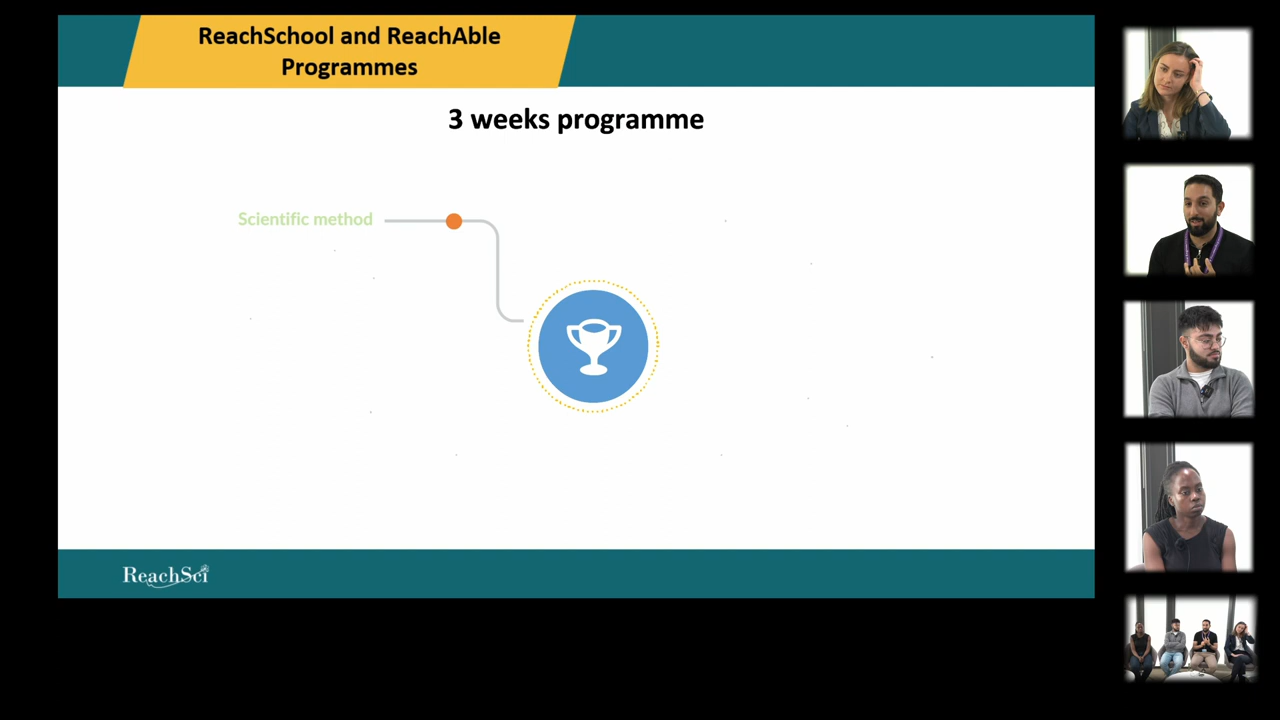 ReachSchool and ReachAble
Programmes
3 weeks programme
Scientific method
ReachSci